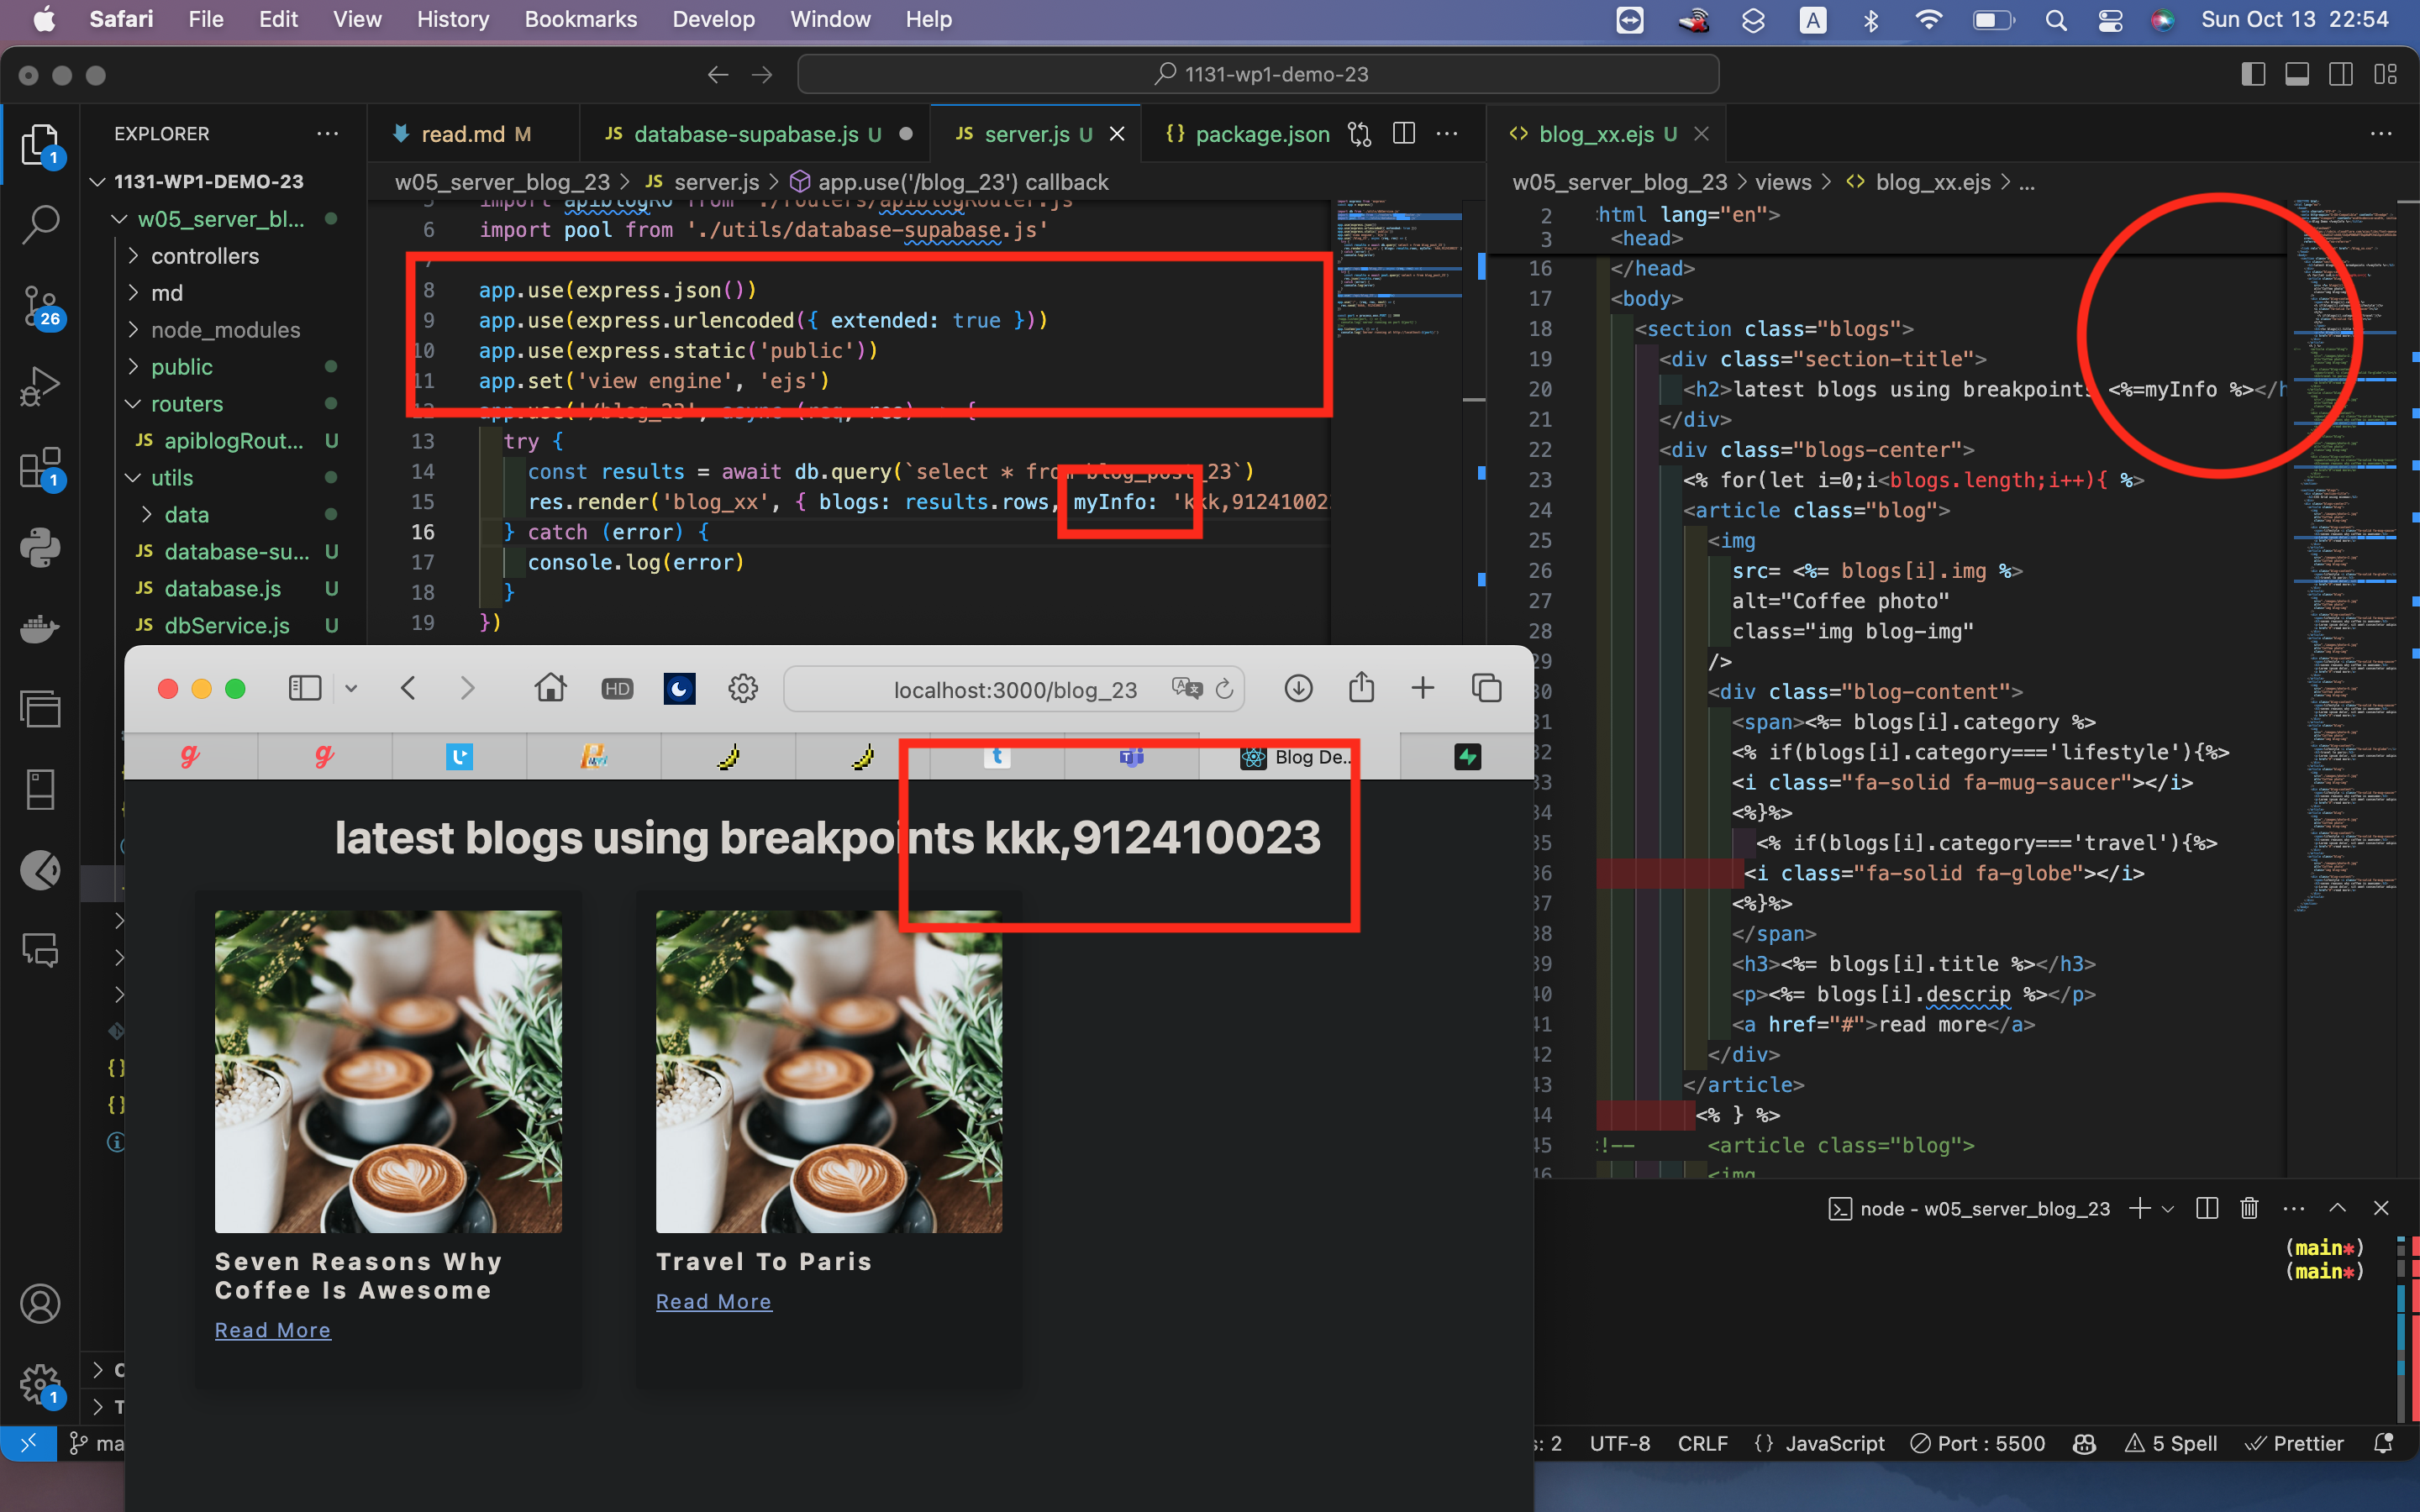 Safari File Edit View History Bookmarks Develop Window Help
A
Sun Oct 13 22:54
1131-wp1-demo-23
EXPLORER
read.md M
JS database-supabase.js U
JS server.js U
{} package.json
<> blog_xx.ejs U
1131-WP1-DEMO-23
w05_server_bl...
controllers
md
node_modules
public
routers
JS apiblogRout... U
utils
data
JS database-su... U
JS database.js U
JS dbService.js U
1
26
1
1
w05_server_blog_23 > JS server.js > app.use('/blog_23') callback
6 import pool from './utils/database-supabase.js'
8 app.use(express.json())
9 app.use(express.urlencoded({ extended: true }))
10 app.use(express.static('public'))
11 app.set('view engine', 'ejs')
13 try {
14 const results = await db.query(`select * from blog_post_23`)
15 res.render('blog_xx', { blogs: results.rows, myInfo: 'kkk,91241002
16 } catch (error) {
17 console.log(error)
18 }
19 })
w05_server_blog_23 > views > <> blog_xx.ejs > ...
2 html lang="en">
3 <head>
16 </head>
17 <body>
18 <section class="blogs">
19 <div class="section-title">
20 <h2>latest blogs using breakpoints <%=myInfo %></h
21 </div>
22 <div class="blogs-center">
23 <% for(let i=0;i<blogs.length;i++){ %>
24 <article class="blog">
25 <img
26 src= <%= blogs[i].img %>
27 alt="Coffee photo"
28 class="img blog-img"
29 />
30 <div class="blog-content">
31 <span><%= blogs[i].category %>
32 <% if(blogs[i].category==='lifestyle'){%>
33 <i class="fa-solid fa-mug-saucer"></i>
34 <%}%>
35 <% if(blogs[i].category==='travel'){%>
36 <i class="fa-solid fa-globe"></i>
37 <%}%>
38 </span>
39 <h3><%= blogs[i].title %></h3>
40 <p><%= blogs[i].descrip %></p>
41 <a href="#">read more</a>
42 </div>
43 </article>
44 <% } %>
45 !-- <article class="blog">
46 <img
localhost:3000/blog_23
HD
Blog De...
latest blogs using breakpoints kkk,912410023
Seven Reasons Why
Coffee Is Awesome
Read More
Travel To Paris
Read More
node - w05_server_blog_23
(main*)
(main*)
ma
: 2 UTF-8 CRLF {} JavaScript Port : 5500 5 Spell Prettier